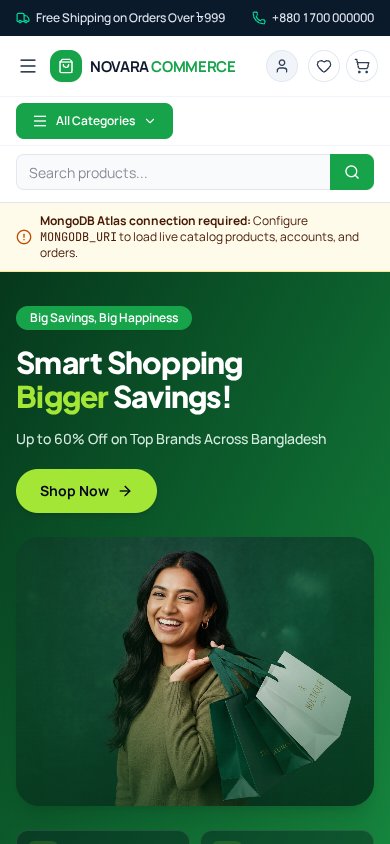 Free Shipping on Orders Over ৳999
+880 1700 000000
NOVARA COMMERCE
All Categories
Search products...
MongoDB Atlas connection required: Configure
MONGODB_URI to load live catalog products, accounts, and
orders.
Big Savings, Big Happiness
Smart Shopping
Bigger Savings!
Up to 60% Off on Top Brands Across Bangladesh
Shop Now